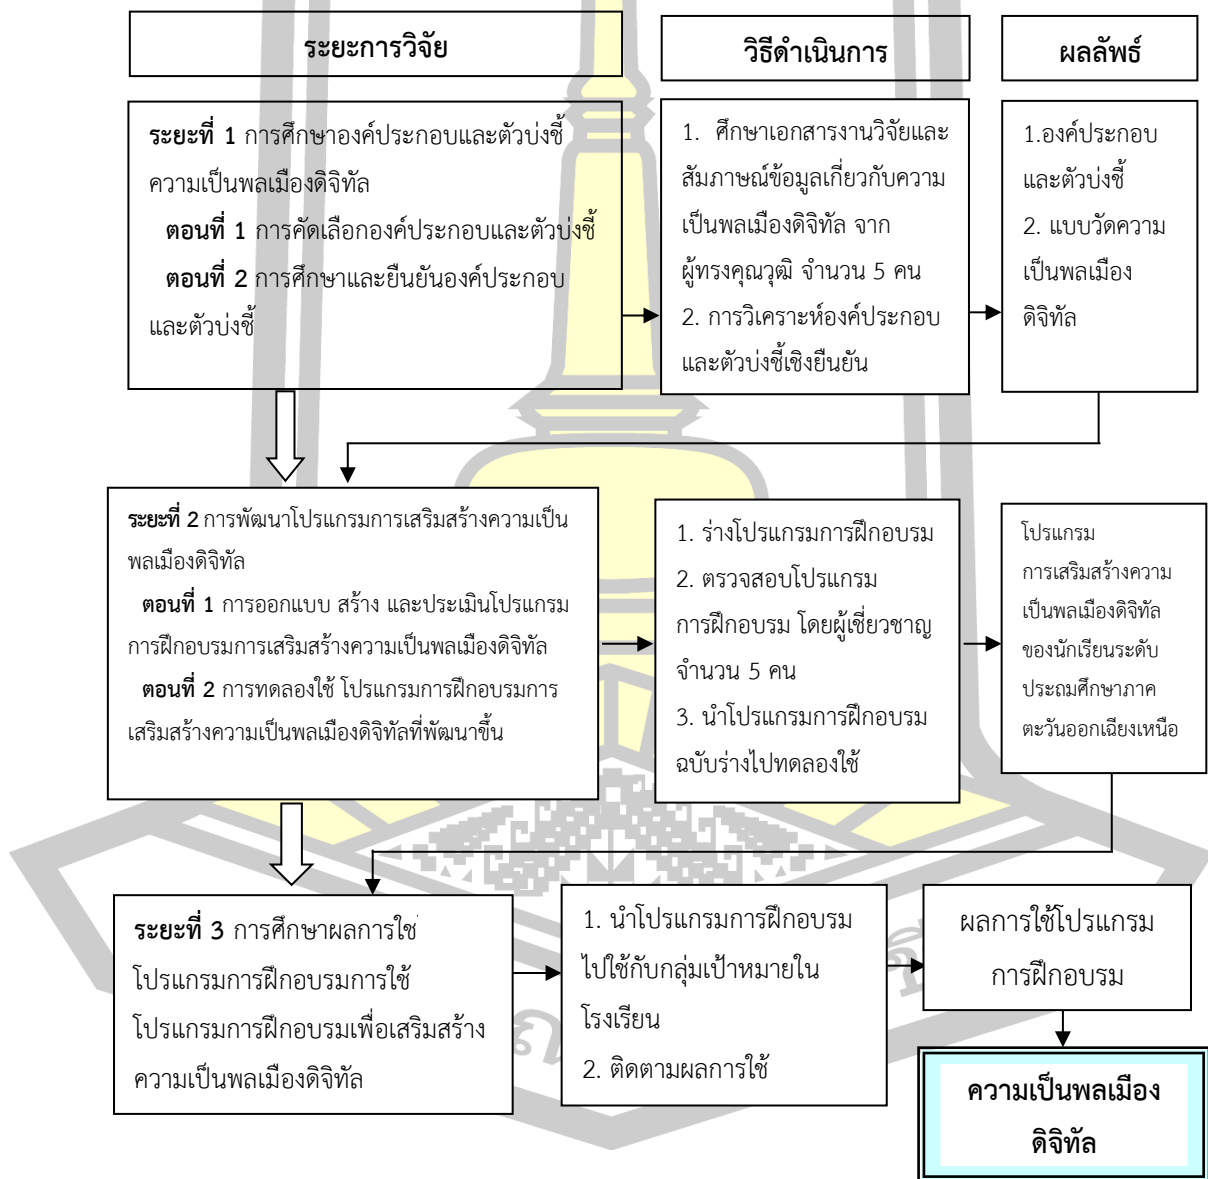 ระยะการวิจัย
วิธีดำเนินการ
ผลลัพธ์
ระยะที่ 1 การศึกษาองค์ประกอบและตัวบ่งชี้
ความเป็นพลเมืองดิจิทัล
ตอนที่ 1 การคัดเลือกองค์ประกอบและตัวบ่งชี้
ตอนที่ 2 การศึกษาและยืนยันองค์ประกอบ
และตัวบ่งชี้
1. ศึกษาเอกสารงานวิจัยและ
สัมภาษณ์ข้อมูลเกี่ยวกับความ
เป็นพลเมืองดิจิทัล จาก
ผู้ทรงคุณวุฒิ จำนวน 5 คน
2. การวิเคราะห์องค์ประกอบ
และตัวบ่งชี้เชิงยืนยัน
1.องค์ประกอบ
และตัวบ่งชี้
2. แบบวัดความ
เป็นพลเมือง
ดิจิทัล
ระยะที่ 2 การพัฒนาโปรแกรมการเสริมสร้างความเป็น
พลเมืองดิจิทัล
ตอนที่ 1 การออกแบบ สร้าง และประเมินโปรแกรม
การฝึกอบรมการเสริมสร้างความเป็นพลเมืองดิจิทัล
ตอนที่ 2 การทดลองใช้ โปรแกรมการฝึกอบรมการ
เสริมสร้างความเป็นพลเมืองดิจิทัลที่พัฒนาขึ้น
1. ร่างโปรแกรมการฝึกอบรม
2. ตรวจสอบโปรแกรม
การฝึกอบรม โดยผู้เชี่ยวชาญ
จำนวน 5 คน
3. นำโปรแกรมการฝึกอบรม
ฉบับร่างไปทดลองใช้
โปรแกรม
การเสริมสร้างความ
เป็นพลเมืองดิจิทัล
ของนักเรียนระดับ
ประถมศึกษาภาค
ตะวันออกเฉียงเหนือ
ระยะที่ 3 การศึกษาผลการใช้
โปรแกรมการฝึกอบรมการใช้
โปรแกรมการฝึกอบรมเพื่อเสริมสร้าง
ความเป็นพลเมืองดิจิทัล
1. นำโปรแกรมการฝึกอบรม
ไปใช้กับกลุ่มเป้าหมายใน
โรงเรียน
2. ติดตามผลการใช้
ผลการใช้โปรแกรม
การฝึกอบรม
ความเป็นพลเมือง
ดิจิทัล